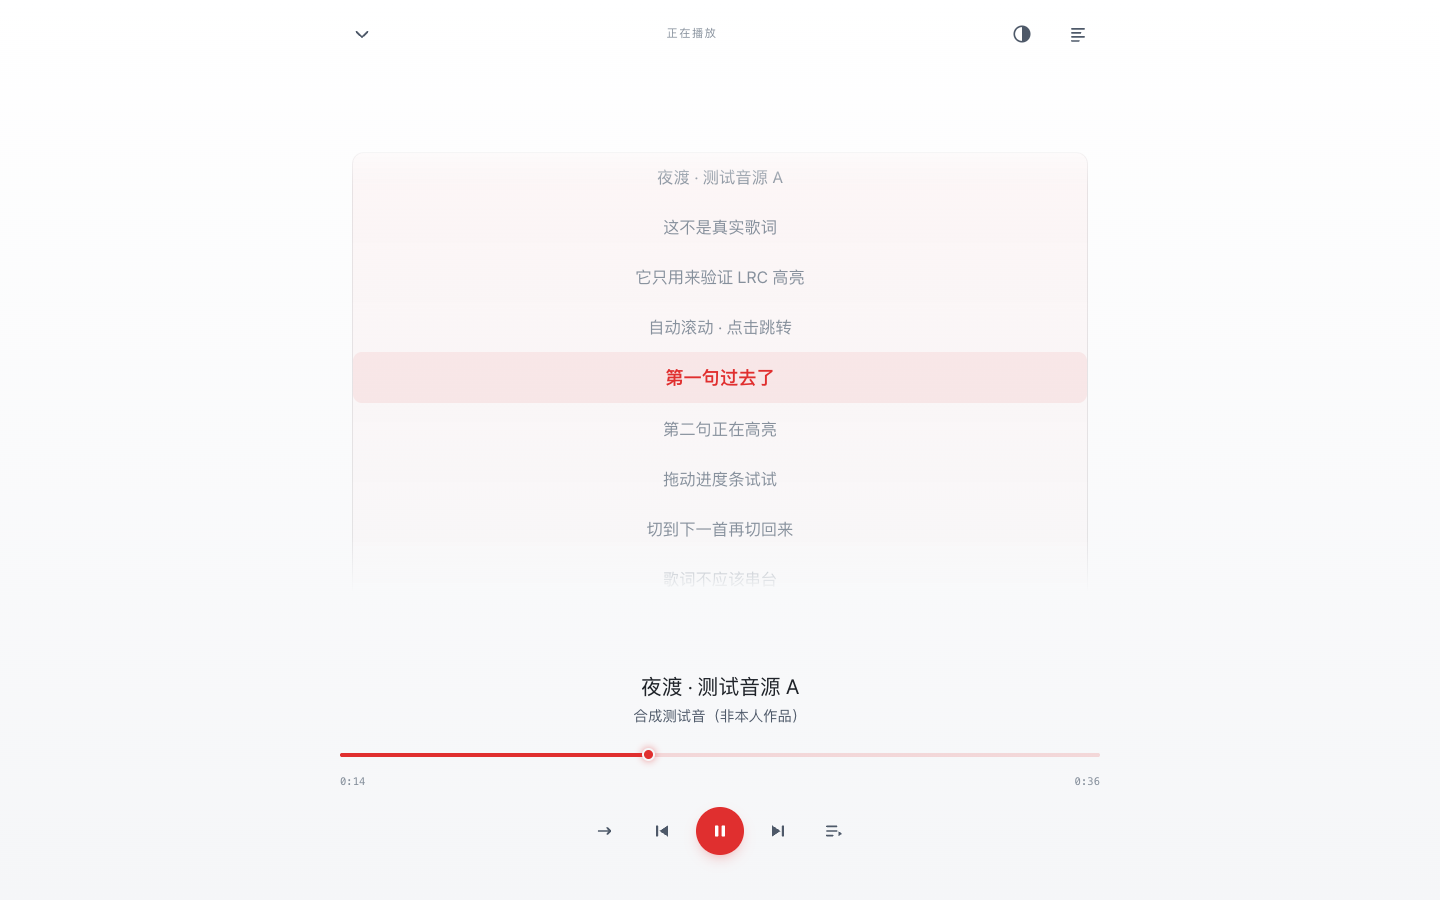 正在播放
夜渡 · 测试音源 A
这不是真实歌词
它只用来验证 LRC 高亮
自动滚动 · 点击跳转
第一句过去了
第二句正在高亮
拖动进度条试试
切到下一首再切回来
歌词不应该串台
夜渡 · 测试音源 A
合成测试音（非本人作品）
0:14
0:36